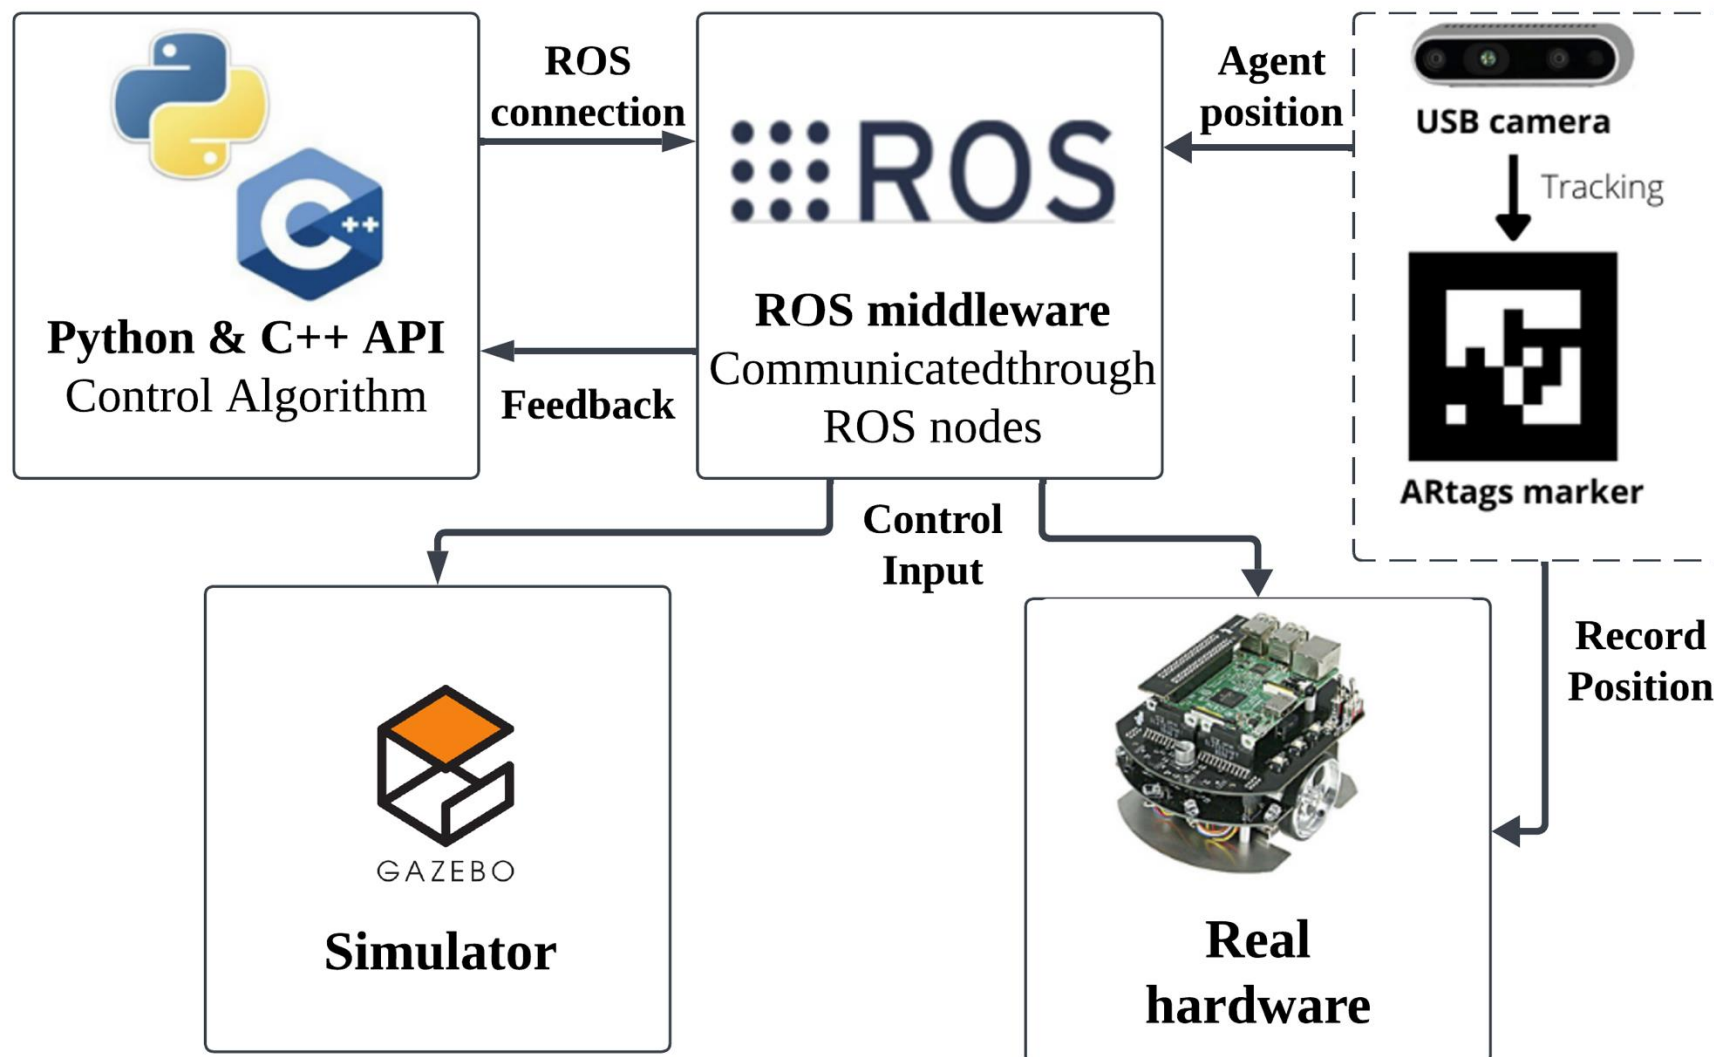 ROS
connection
Agent
position
USB camera
Tracking
ARtags marker
++
Python & C++ API
Control Algorithm
Feedback
ROS
ROS middleware
Communicatedthrough
ROS nodes
Control
Input
Record
Position
GAZEBO
Simulator
Real
hardware